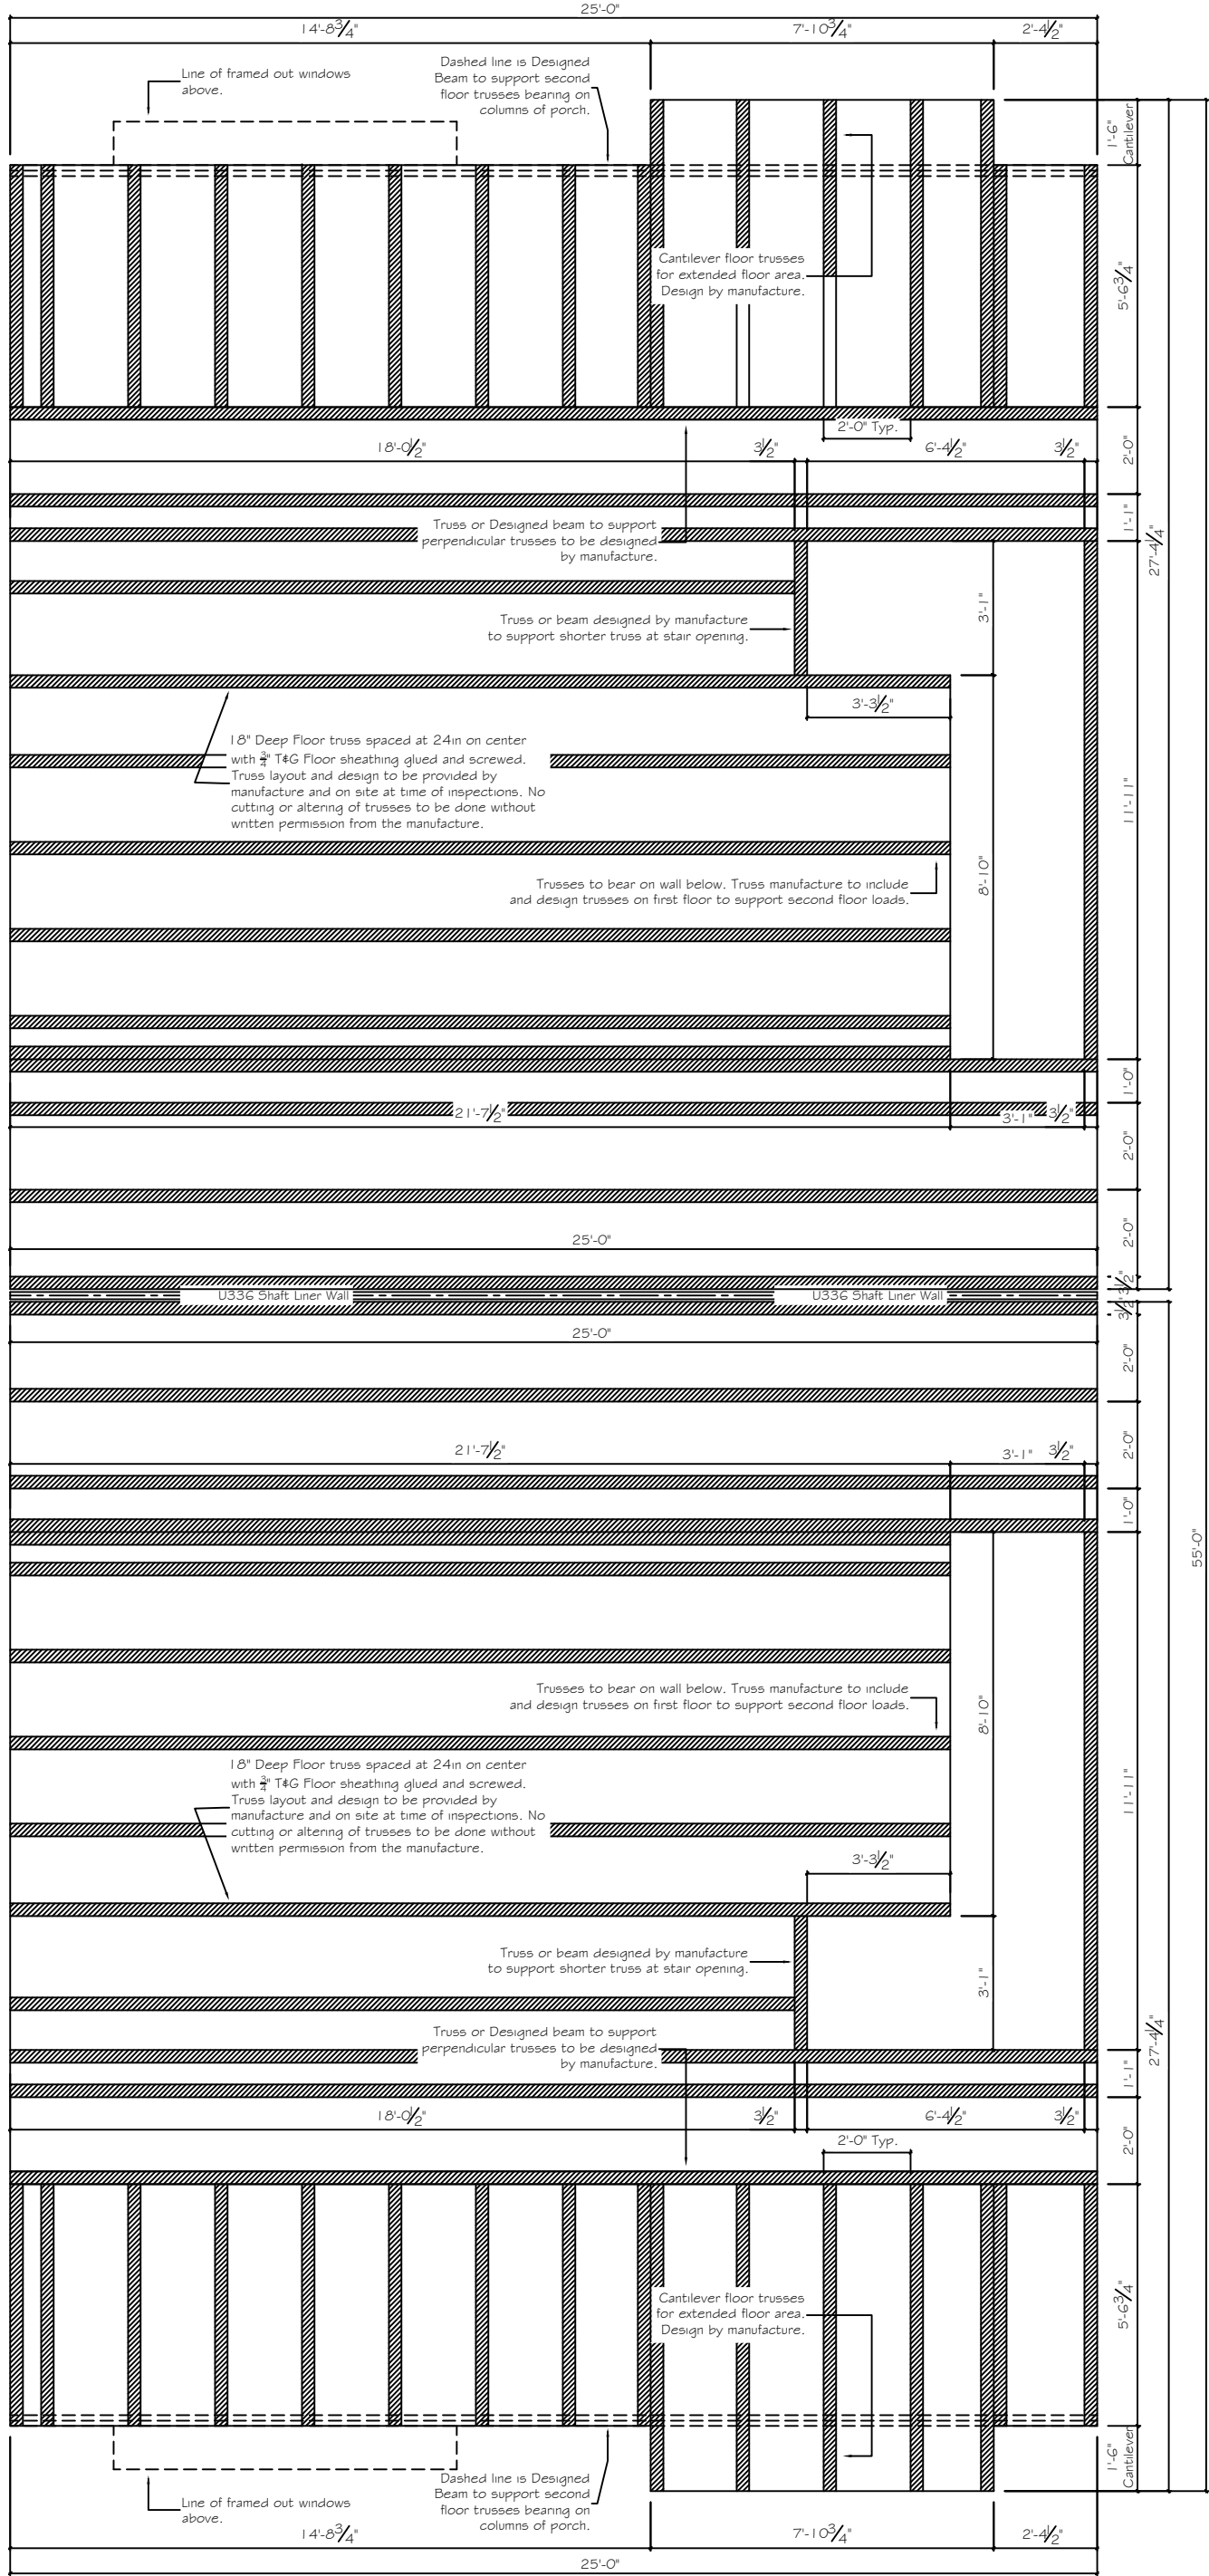 25'-0"
14'-8 3/4"
7'-10 3/4"
2'-4 1/2"
Line of framed out windows
above.
Dashed line is Designed
Beam to support second
floor trusses bearing on
columns of porch.
1'-6"
Cantilever
Cantilever floor trusses
for extended floor area.
Design by manufacture.
5'-6 3/4"
2'-0" Typ.
18'-0 1/2"
3 1/2"
6'-4 1/2"
3 1/2"
2'-0"
1'-1"
27'-4 1/4"
Truss or Designed beam to support
perpendicular trusses to be designed
by manufacture.
3'-1"
Truss or beam designed by manufacture
to support shorter truss at stair opening.
3'-3 1/2"
18" Deep Floor truss spaced at 24in on center
with 3/4" T&G Floor sheathing glued and screwed.
Truss layout and design to be provided by
manufacture and on site at time of inspections. No
cutting or altering of trusses to be done without
written permission from the manufacture.
11'-11"
8'-10"
Trusses to bear on wall below. Truss manufacture to include
and design trusses on first floor to support second floor loads.
1'-0"
21'-7 1/2"
3'-1"
3 1/2"
2'-0"
2'-0"
25'-0"
3 1/2"
U336 Shaft Liner Wall
U336 Shaft Liner Wall
3 1/2"
25'-0"
2'-0"
2'-0"
21'-7 1/2"
3'-1"
3 1/2"
1'-0"
55'-0"
Trusses to bear on wall below. Truss manufacture to include
and design trusses on first floor to support second floor loads.
8'-10"
11'-11"
18" Deep Floor truss spaced at 24in on center
with 3/4" T&G Floor sheathing glued and screwed.
Truss layout and design to be provided by
manufacture and on site at time of inspections. No
cutting or altering of trusses to be done without
written permission from the manufacture.
3'-3 1/2"
Truss or beam designed by manufacture
to support shorter truss at stair opening.
3'-1"
Truss or Designed beam to support
perpendicular trusses to be designed
by manufacture.
27'-4 1/4"
1'-1"
18'-0 1/2"
3 1/2"
6'-4 1/2"
3 1/2"
2'-0"
2'-0" Typ.
Cantilever floor trusses
for extended floor area.
Design by manufacture.
5'-6 3/4"
1'-6"
Cantilever
Line of framed out windows
above.
Dashed line is Designed
Beam to support second
floor trusses bearing on
columns of porch.
14'-8 3/4"
7'-10 3/4"
2'-4 1/2"
25'-0"